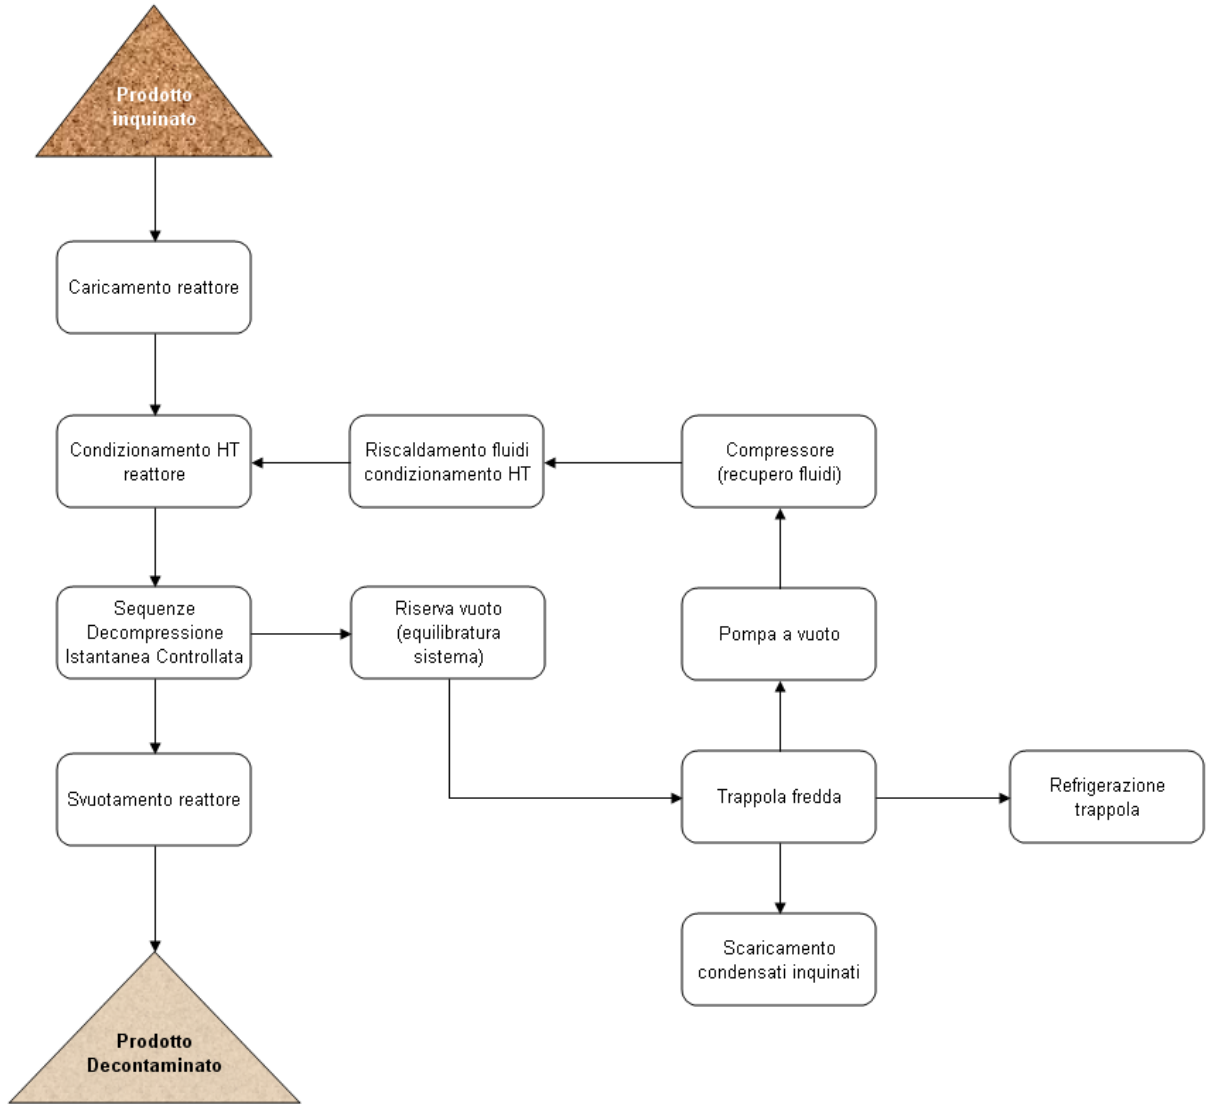 Prodotto
inquinato
Caricamento reattore
Condizionamento HT
reattore
Riscaldamento fluidi
condizionamento HT
Compressore
(recupero fluidi)
Sequenze
Decompressione
Istantanea Controllata
Riserva vuoto
(equilibratura
sistema)
Pompa a vuoto
Svuotamento reattore
Trappola fredda
Refrigerazione
trappola
Scaricamento
condensati inquinati
Prodotto
Decontaminato